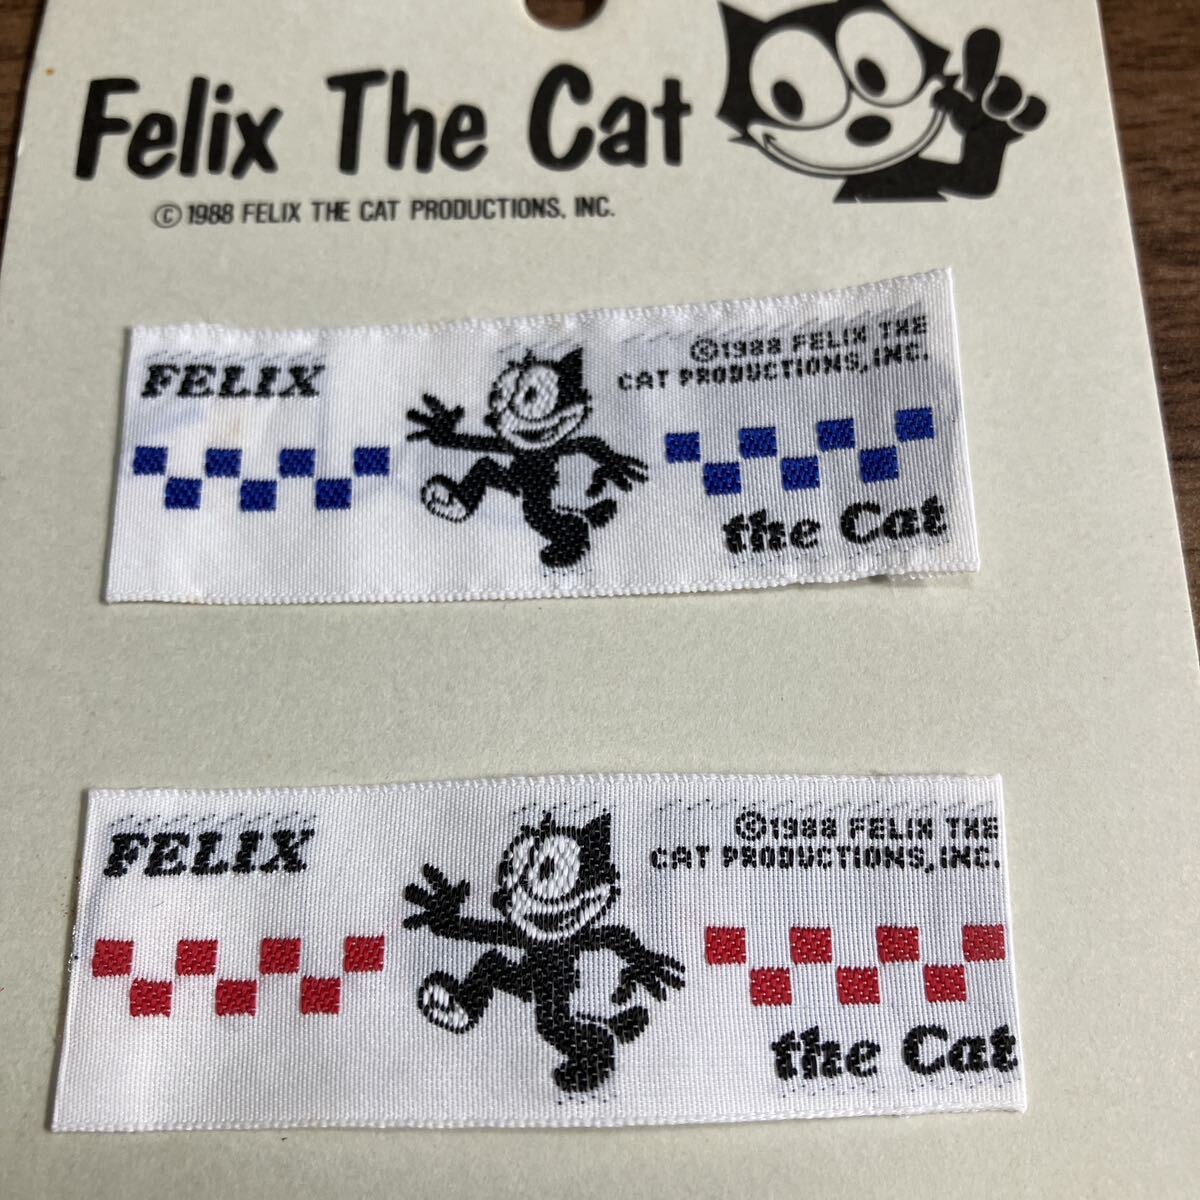 Felix The Cat
© 1988 FELIX THE CAT PRODUCTIONS, INC.
FELIX
©1988 FELIX THE
CAT PRODUCTIONS, INC.
the Cat
FELIX
©1988 FELIX THE
CAT PRODUCTIONS, INC.
the Cat